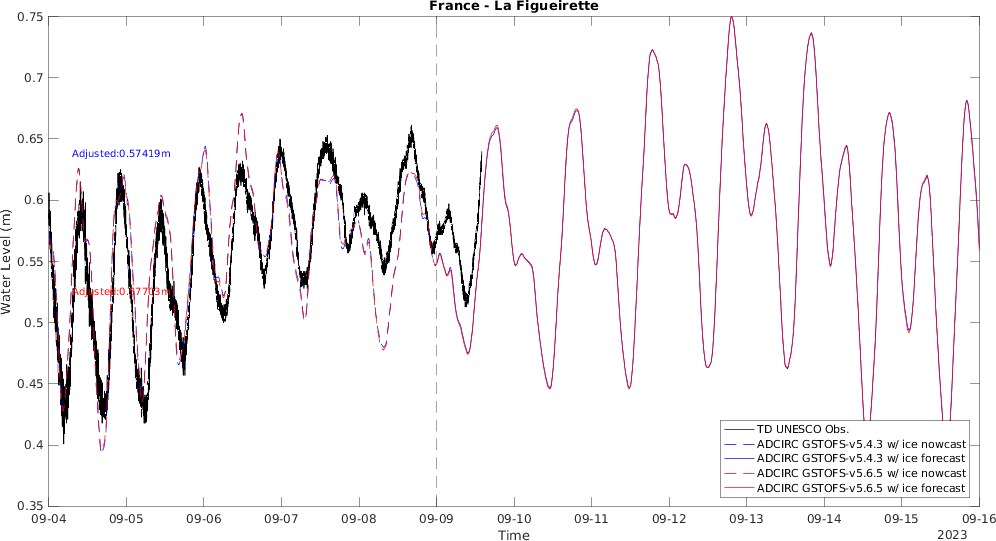 France - La Figueirette
0.75
0.7
0.65
0.6
0.55
0.5
0.45
0.4
0.35
Water Level (m)
Adjusted:0.57419m
09-04
09-05
09-06
09-07
09-08
09-09
09-10
09-11
09-12
09-13
09-14
09-15
09-16
Time
2023
TD UNESCO Obs.
ADCIRC GSTOFS-v5.4.3 w/ ice nowcast
ADCIRC GSTOFS-v5.4.3 w/ ice forecast
ADCIRC GSTOFS-v5.6.5 w/ ice nowcast
ADCIRC GSTOFS-v5.6.5 w/ ice forecast